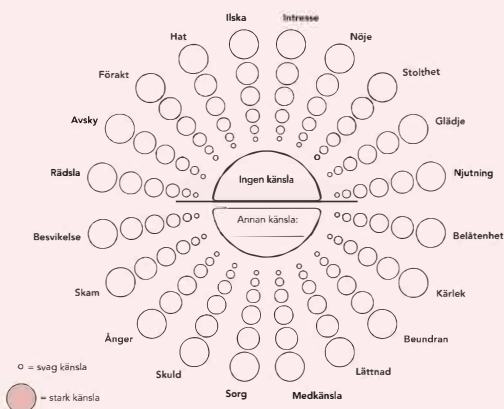 Ilska
Intresse
Hat
Nöje
Förakt
Stolthet
Avsky
Glädje
Rädsla
Njutning
Ingen känsla
Annan känsla:
Besvikelse
Belåtenhet
Skam
Kärlek
Ånger
Beundran
Skuld
Lättnad
Sorg
Medkänsla
= svag känsla
= stark känsla